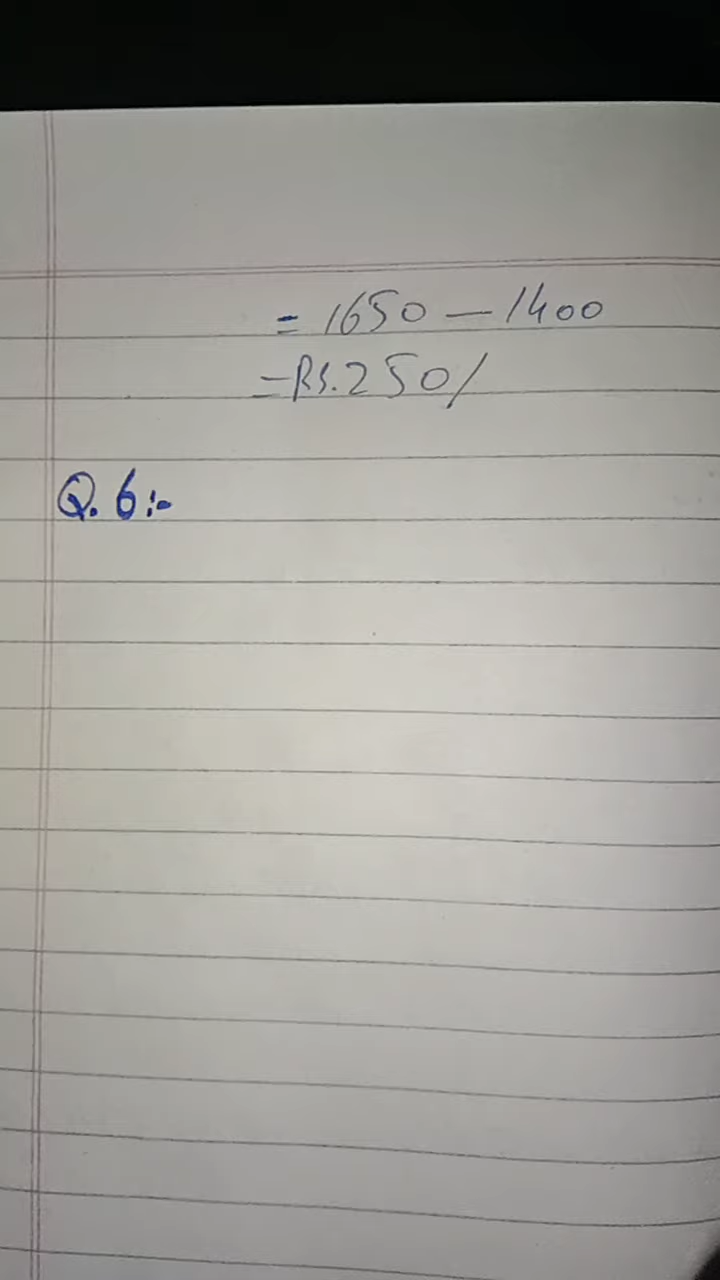 = 1650 — 1400
= Rs. 250/
Q. 6 :-